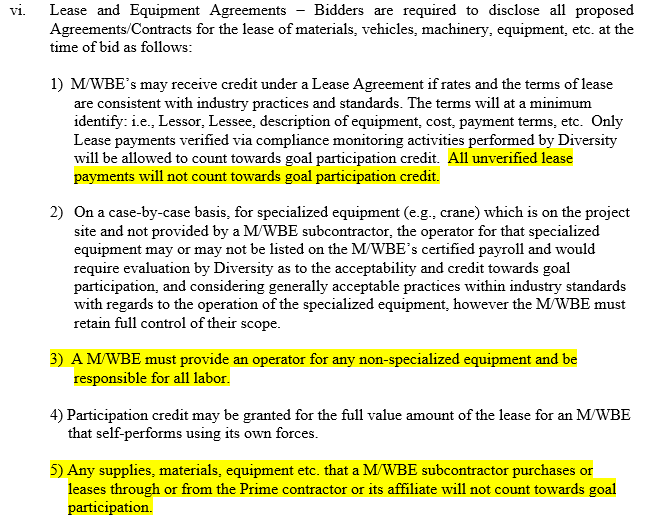 vi. Lease and Equipment Agreements – Bidders are required to disclose all proposed
Agreements/Contracts for the lease of materials, vehicles, machinery, equipment, etc. at the
time of bid as follows:
1) M/WBE's may receive credit under a Lease Agreement if rates and the terms of lease
are consistent with industry practices and standards. The terms will at a minimum
identify: i.e., Lessor, Lessee, description of equipment, cost, payment terms, etc. Only
Lease payments verified via compliance monitoring activities performed by Diversity
will be allowed to count towards goal participation credit. All unverified lease
payments will not count towards goal participation credit.
2) On a case-by-case basis, for specialized equipment (e.g., crane) which is on the project
site and not provided by a M/WBE subcontractor, the operator for that specialized
equipment may or may not be listed on the M/WBE's certified payroll and would
require evaluation by Diversity as to the acceptability and credit towards goal
participation, and considering generally acceptable practices within industry standards
with regards to the operation of the specialized equipment, however the M/WBE must
retain full control of their scope.
3) A M/WBE must provide an operator for any non-specialized equipment and be
responsible for all labor.
4) Participation credit may be granted for the full value amount of the lease for an M/WBE
that self-performs using its own forces.
5) Any supplies, materials, equipment etc. that a M/WBE subcontractor purchases or
leases through or from the Prime contractor or its affiliate will not count towards goal
participation.